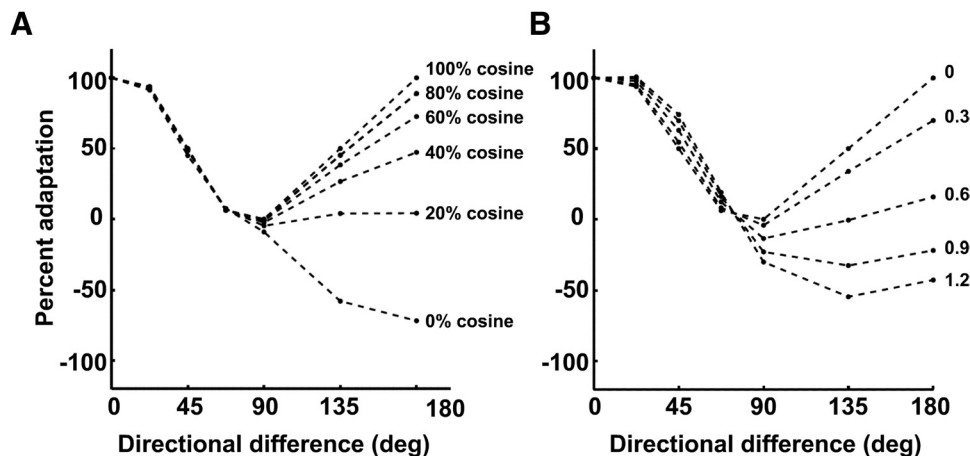 A
B
Percent adaptation
100
50
0
-50
-100
100% cosine
80% cosine
60% cosine
40% cosine
20% cosine
0% cosine
0 45 90 135 180
Directional difference (deg)
100
50
0
-50
-100
0
0.3
0.6
0.9
1.2
0 45 90 135 180
Directional difference (deg)